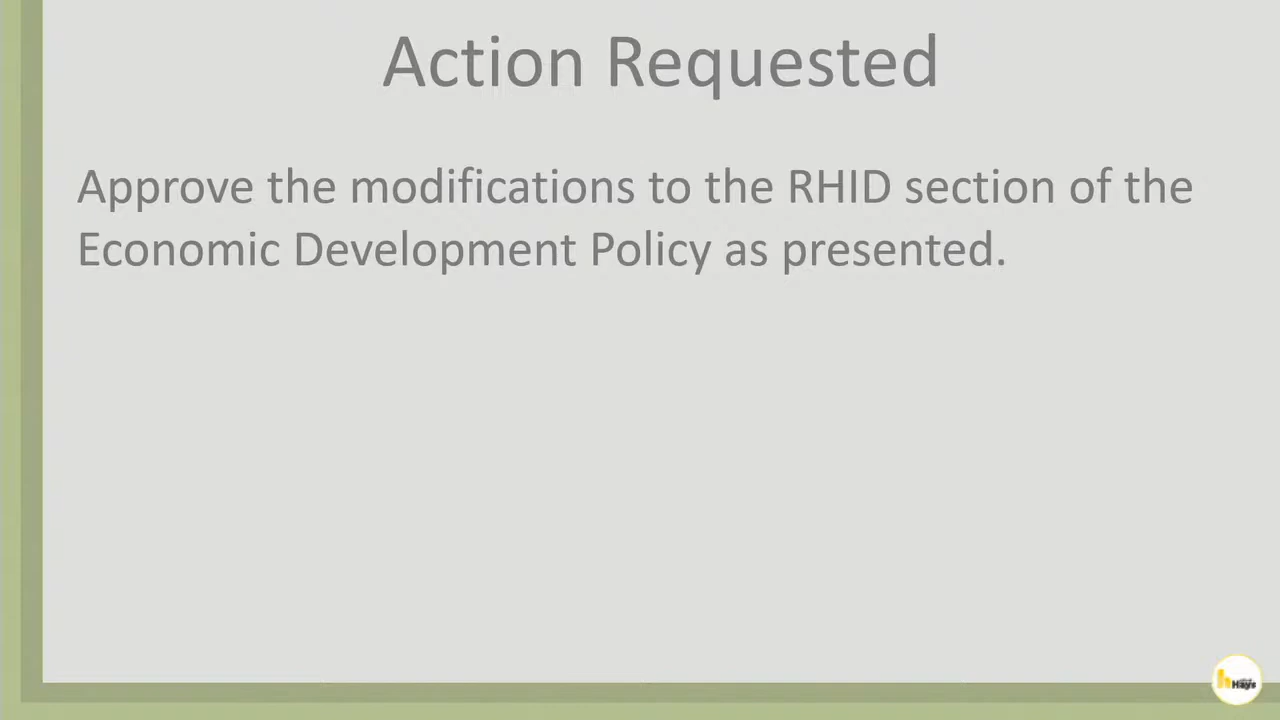 Action Requested
Approve the modifications to the RHID section of the
Economic Development Policy as presented.
Hays